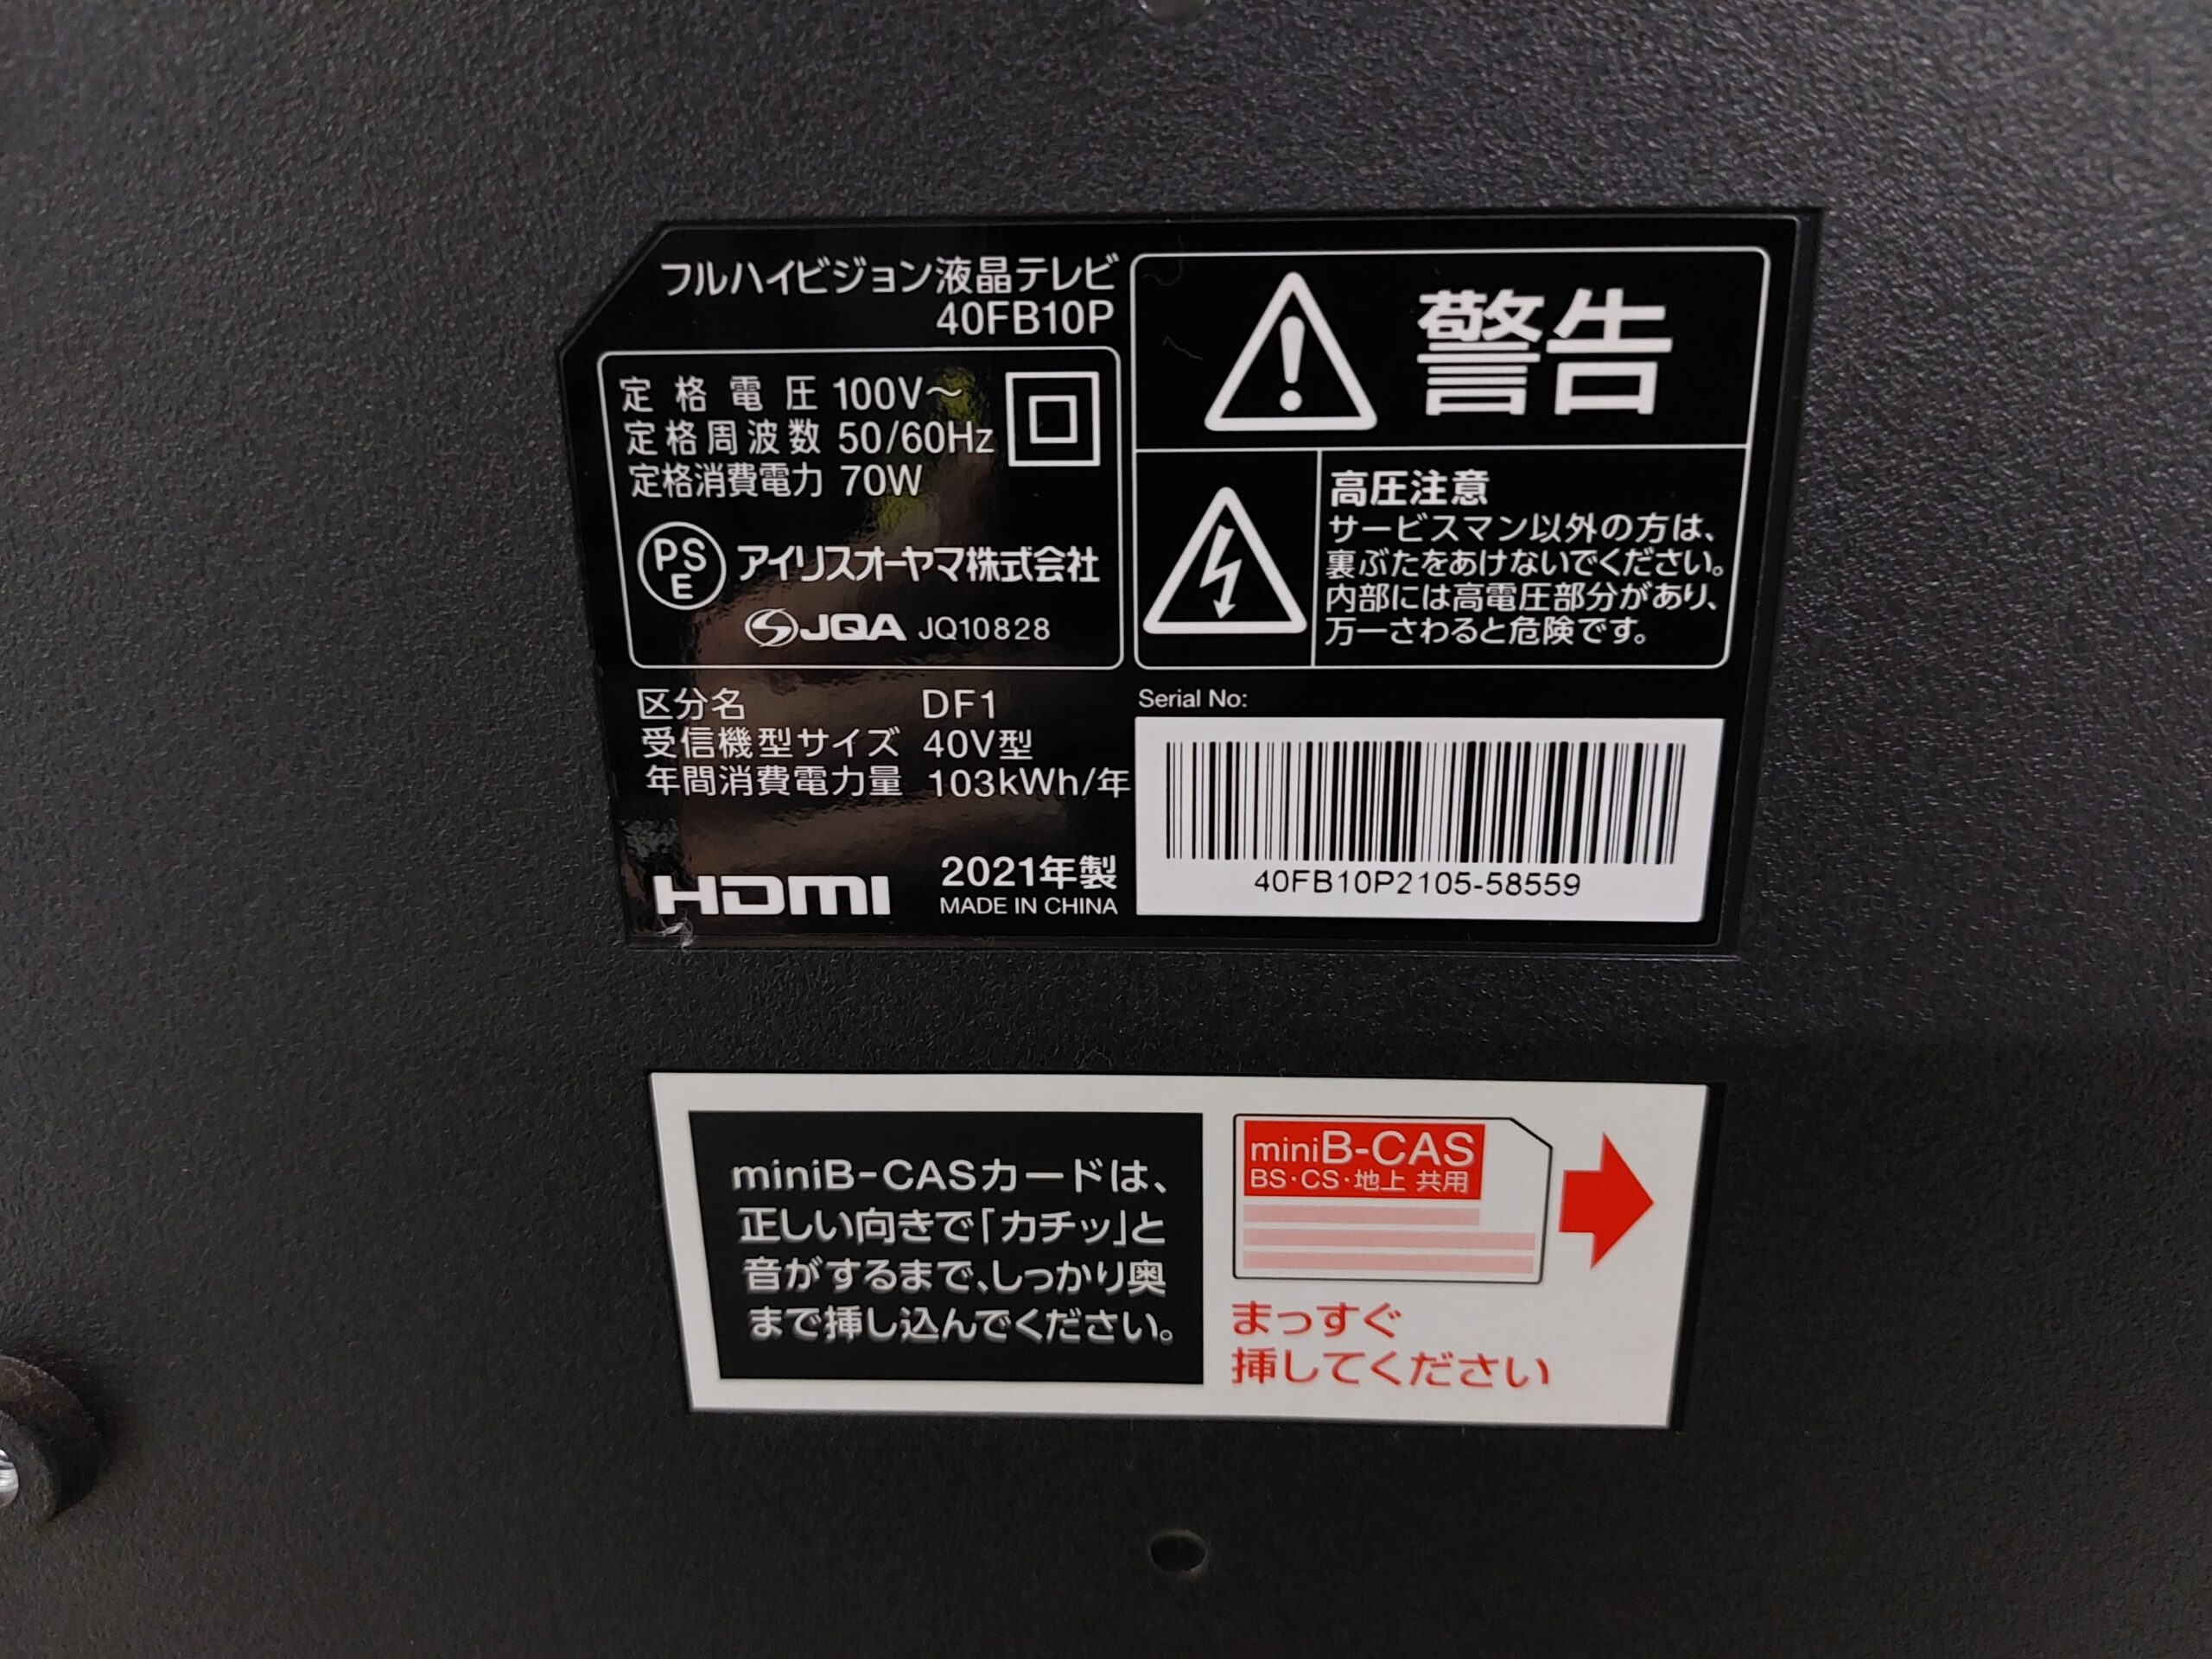 フルハイビジョン液晶テレビ
40FB10P
定格電圧 100V～
定格周波数 50/60Hz
定格消費電力 70W
PS
E
アイリスオーヤマ株式会社
JQA JQ10828
区分名 DF1
受信機型サイズ 40V型
年間消費電力量 103kWh/年
HDMI
2021年製
MADE IN CHINA
警告
高圧注意
サービスマン以外の方は、
裏ぶたをあけないでください。
内部には高電圧部分があり、
万一さわると危険です。
Serial No:
40FB10P2105-58559
miniB-CASカードは、
正しい向きで「カチッ」と
音がするまで、しっかり奥
まで挿し込んでください。
miniB-CAS
BS・CS・地上 共用
まっすぐ
挿してください